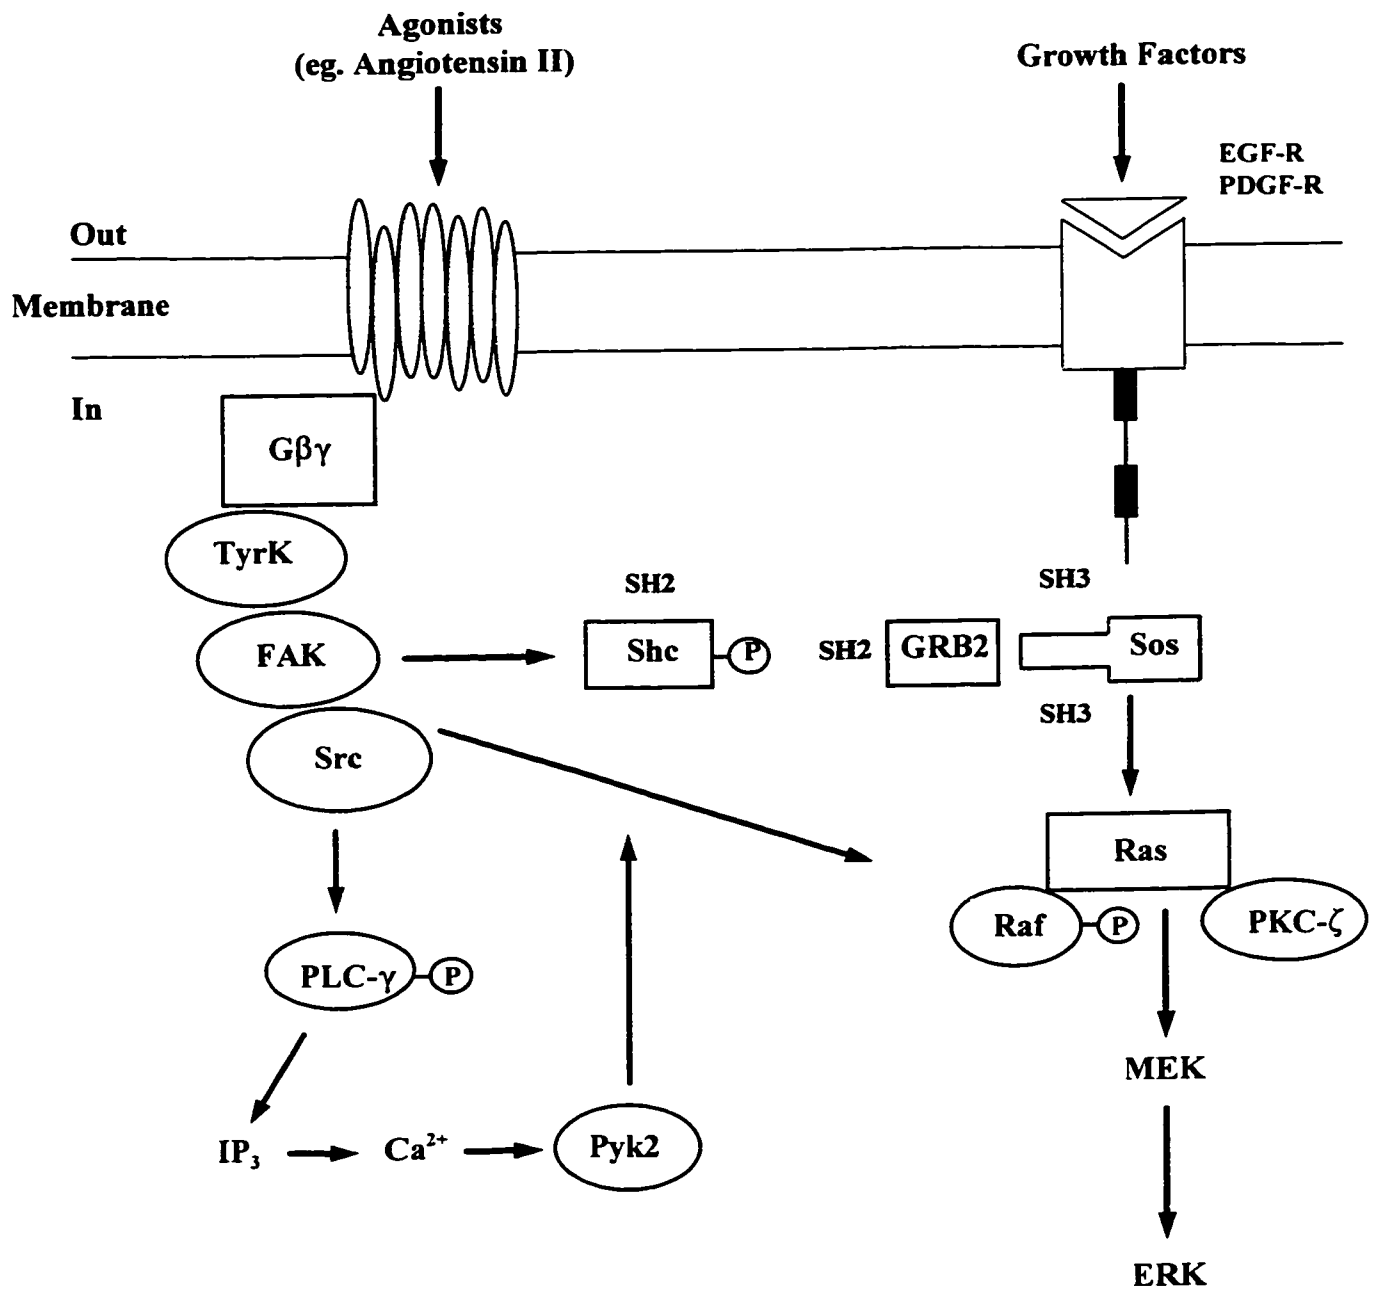 Agonists
(eg. Angiotensin II)
Growth Factors
EGF-R
PDGF-R
Out
Membrane
In
Gβγ
TyrK
FAK
Src
SH2
Shc
P
SH2
GRB2
SH3
Sos
SH3
Ras
Raf
P
PKC-ζ
PLC-γ
P
MEK
IP₃
Ca²⁺
Pyk2
ERK